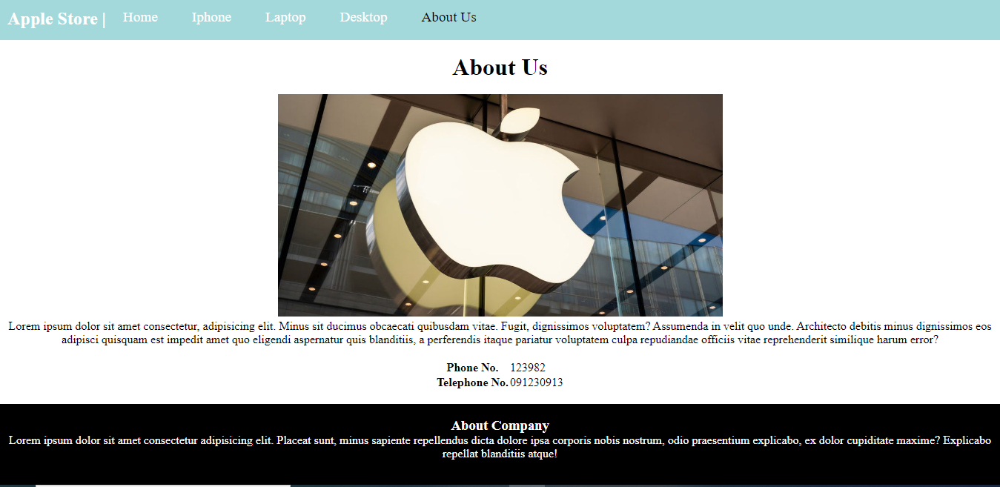 Apple Store | Home Iphone Laptop Desktop About Us
About Us
Lorem ipsum dolor sit amet consectetur, adipisicing elit. Minus sit ducimus obcaecati quibusdam vitae. Fugit, dignissimos voluptatem? Assumenda in velit quo unde. Architecto debitis minus dignissimos eos
adipisci quisquam est impedit amet quo eligendi aspernatur quis blanditiis, a perferendis itaque pariatur voluptatem culpa repudiandae officiis vitae reprehenderit similique harum error?
Phone No. 123982
Telephone No. 091230913
About Company
Lorem ipsum dolor sit amet consectetur adipisicing elit. Placeat sunt, minus sapiente repellendus dicta dolore ipsa corporis nobis nostrum, odio praesentium explicabo, ex dolor cupiditate maxime? Explicabo
repellat blanditiis atque!